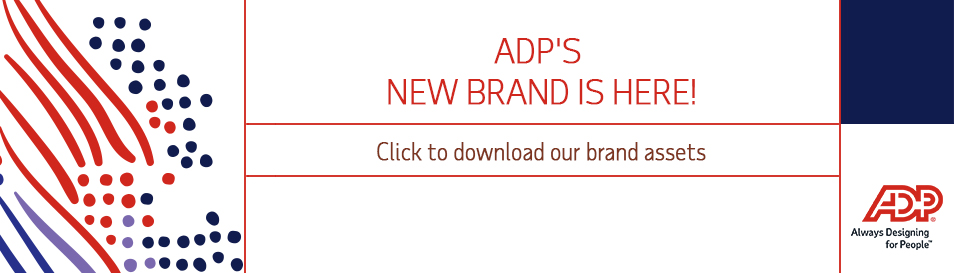 ADP'S
NEW BRAND IS HERE!
Click to download our brand assets
ADP®
Always Designing
for People™